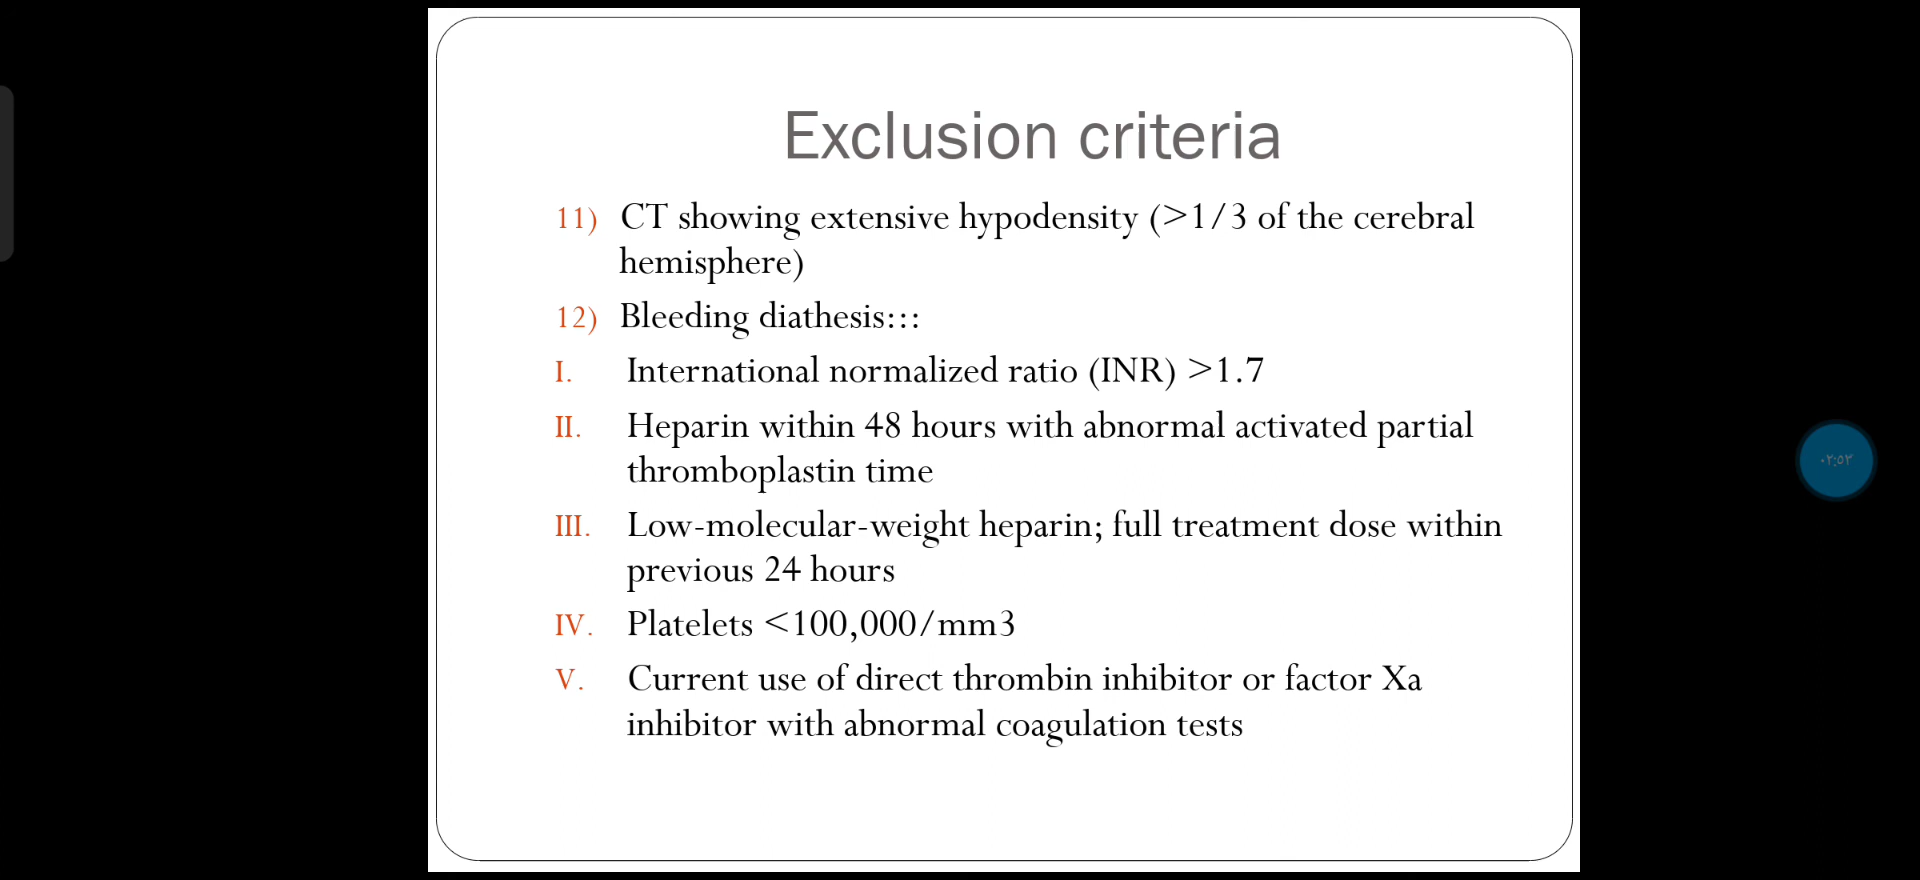 Exclusion criteria
11) CT showing extensive hypodensity (>1/3 of the cerebral
hemisphere)
12) Bleeding diathesis:::
I. International normalized ratio (INR) >1.7
II. Heparin within 48 hours with abnormal activated partial
thromboplastin time
III. Low-molecular-weight heparin; full treatment dose within
previous 24 hours
IV. Platelets <100,000/mm3
V. Current use of direct thrombin inhibitor or factor Xa
inhibitor with abnormal coagulation tests
٠٢:٥٣